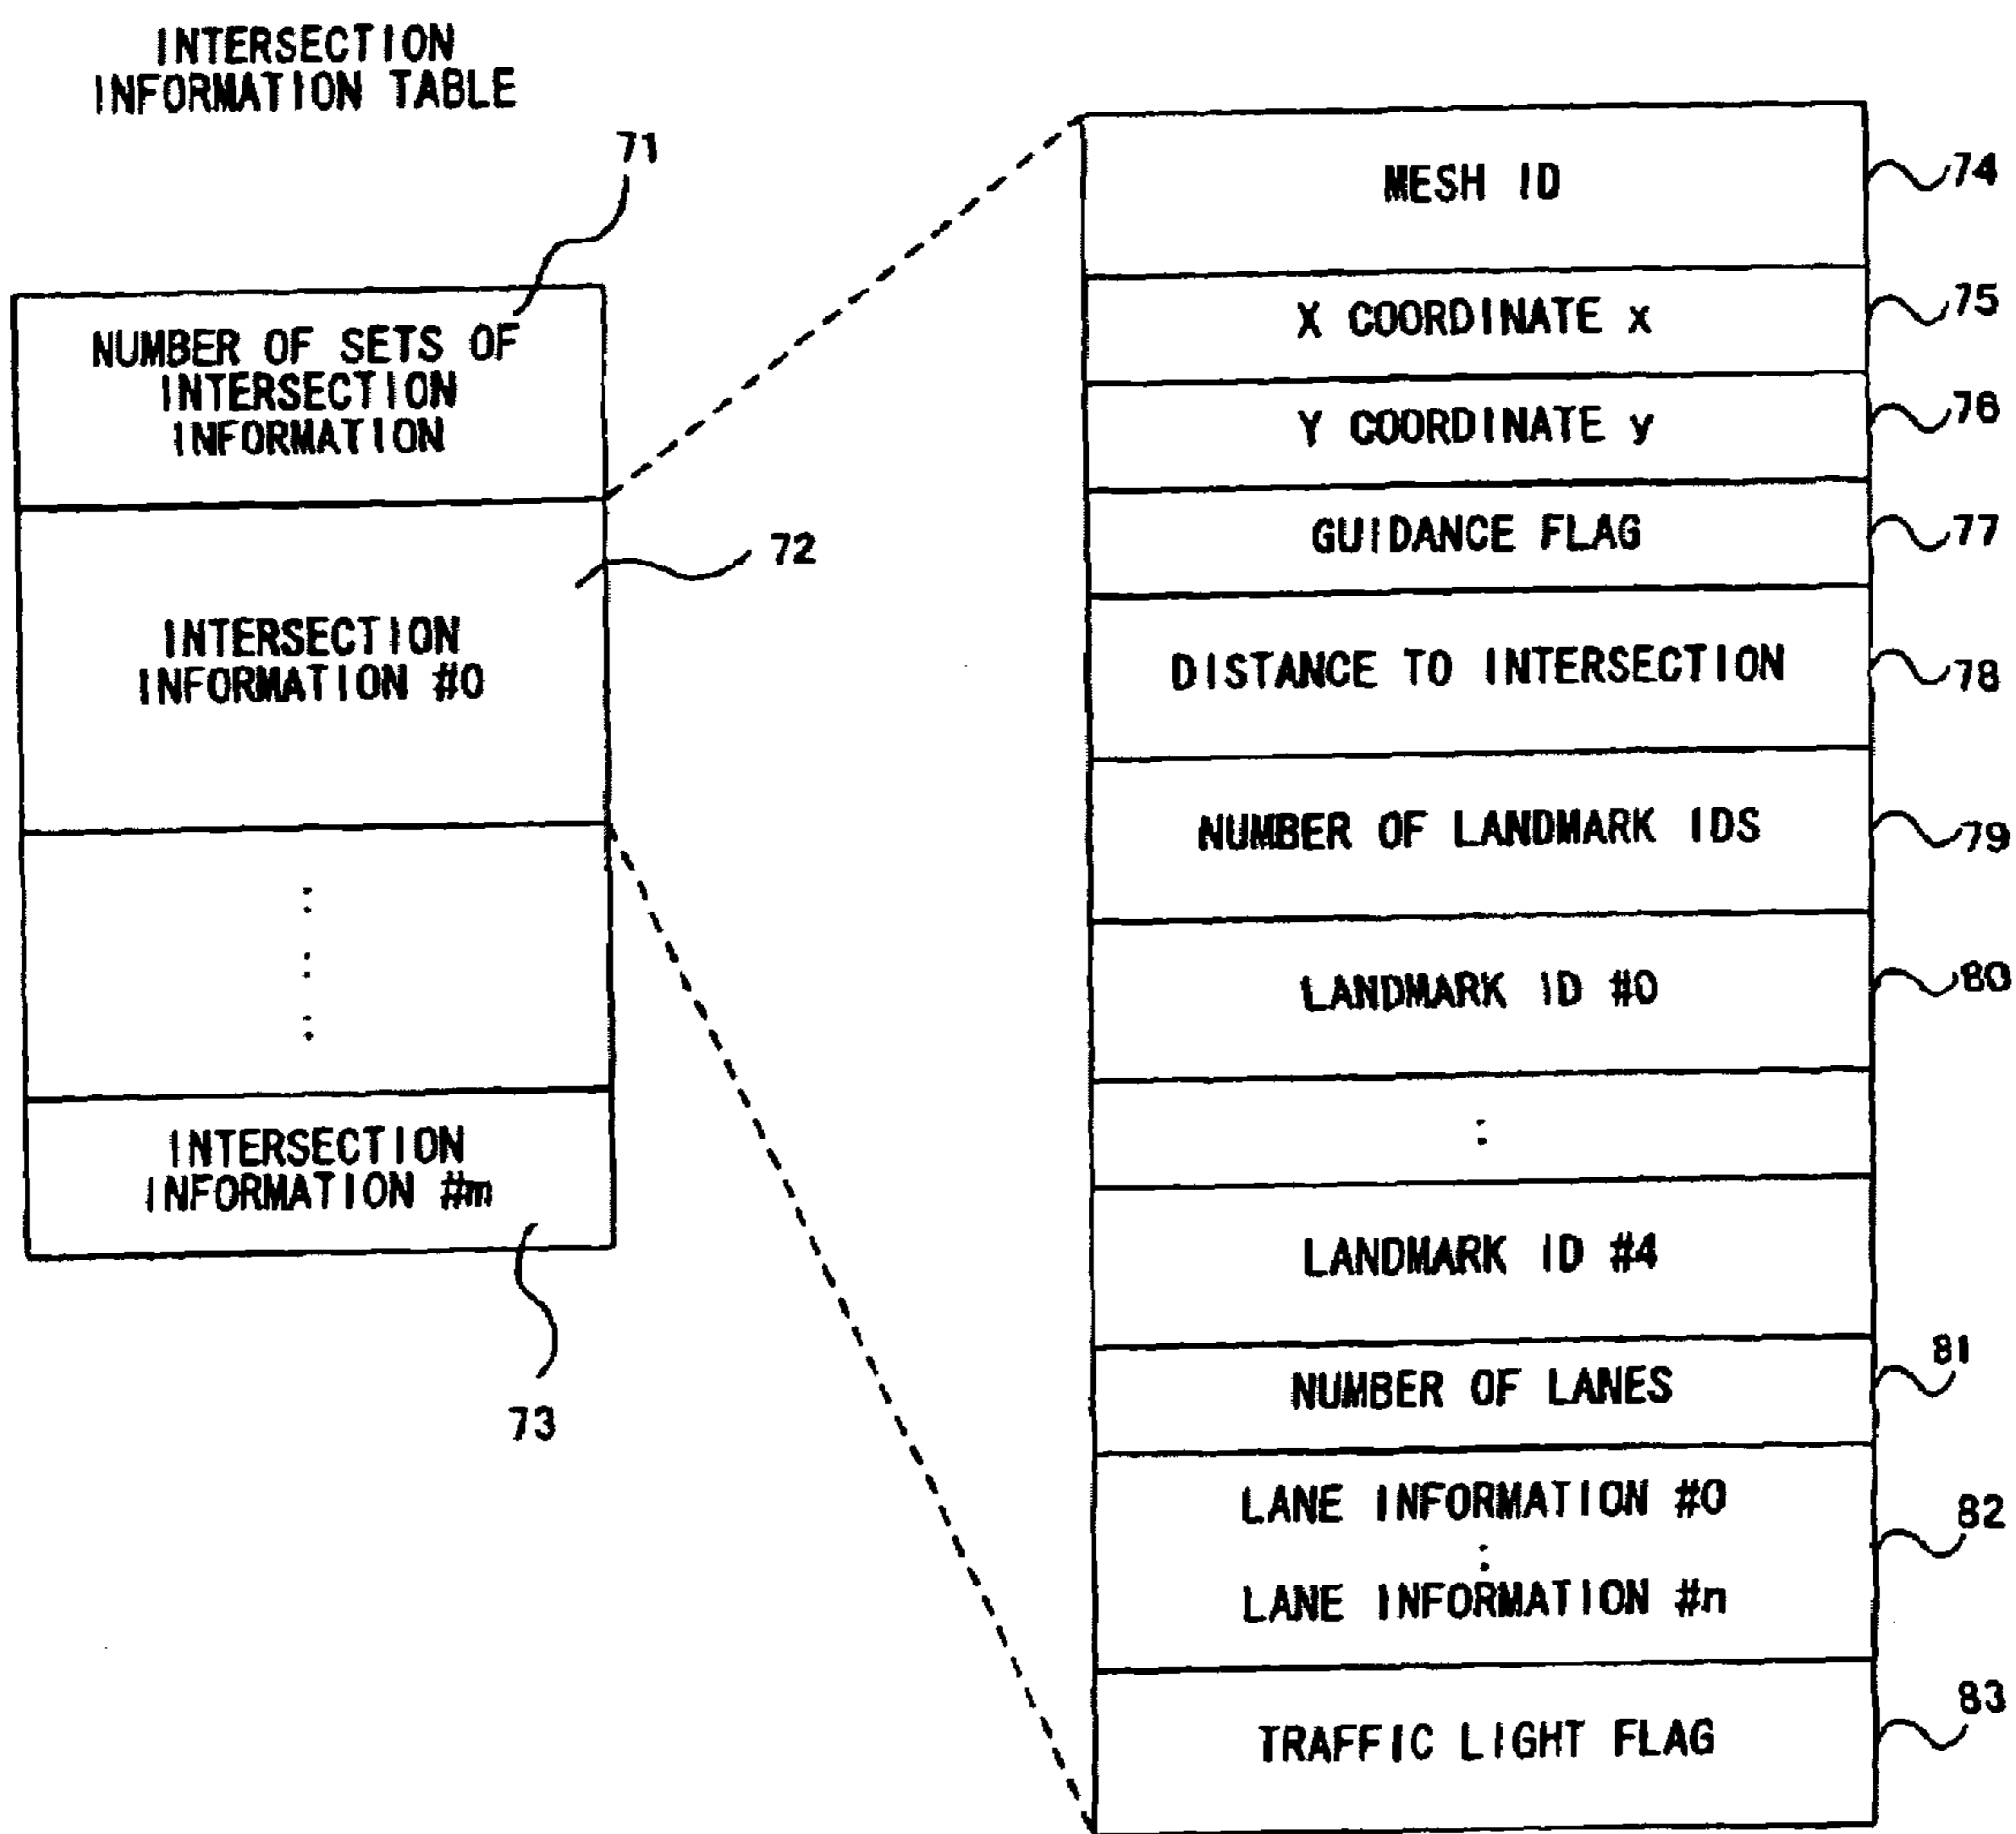 INTERSECTION
INFORMATION TABLE
71
NUMBER OF SETS OF
INTERSECTION
INFORMATION
72
INTERSECTION
INFORMATION #0
INTERSECTION
INFORMATION #m
73
MESH ID
74
X COORDINATE x
75
Y COORDINATE y
76
GUIDANCE FLAG
77
DISTANCE TO INTERSECTION
78
NUMBER OF LANDMARK IDS
79
LANDMARK ID #0
80
:
LANDMARK ID #4
NUMBER OF LANES
81
LANE INFORMATION #0
:
LANE INFORMATION #n
82
TRAFFIC LIGHT FLAG
83